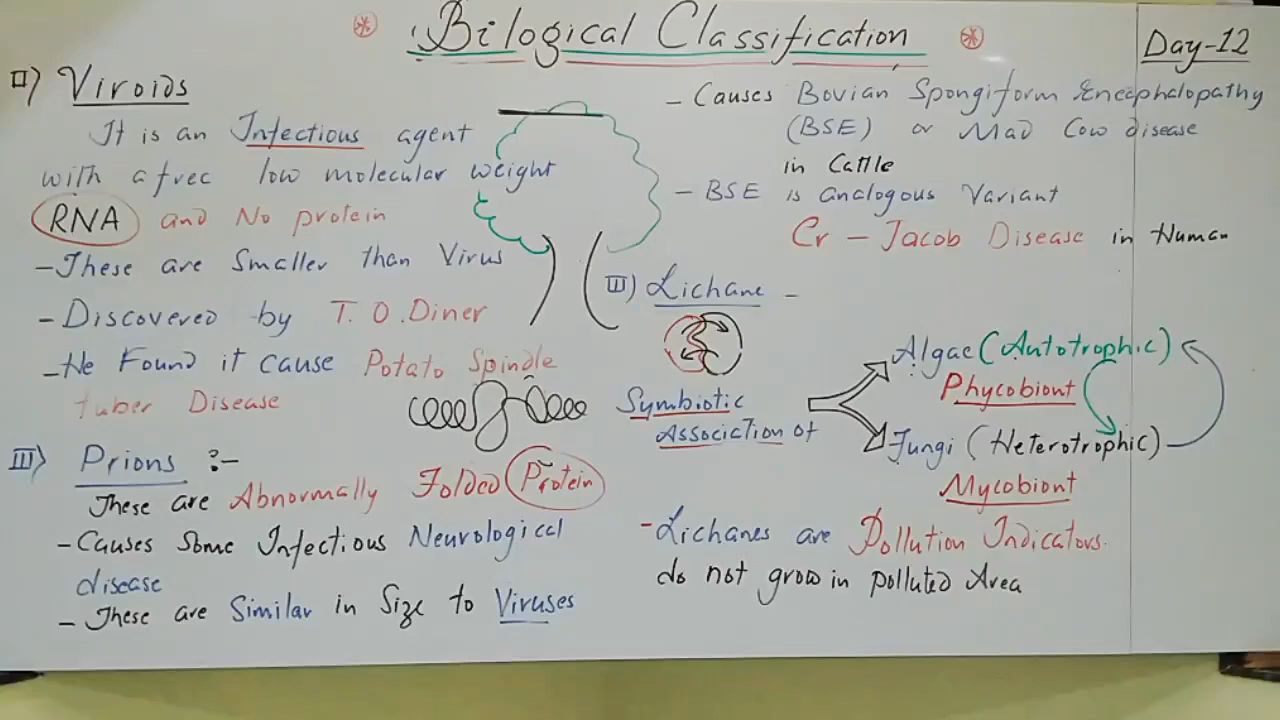 Bilogical Classification
Day-12
II) Viroids
It is an Infectious agent
with a free low molecular weight
RNA and No protein
- These are Smaller than Virus
- Discovered by T. O. Diner
- He Found it cause Potato Spindle
tuber Disease
III) Prions :-
These are Abnormally Folded Protein
- Causes Some Infectious Neurological
disease
- These are Similar in Size to Viruses
- Causes Bovian Spongiform Encephalopathy
(BSE) or Mad Cow disease
in Cattle
- BSE is analogous Variant
Cr - Jacob Disease in Human
III) Lichane -
Symbiotic
Association of
Algae (Autotrophic)
Phycobiont
Fungi (Heterotrophic)
Mycobiont
- Lichanes are Pollution Indicators.
do not grow in polluted Area